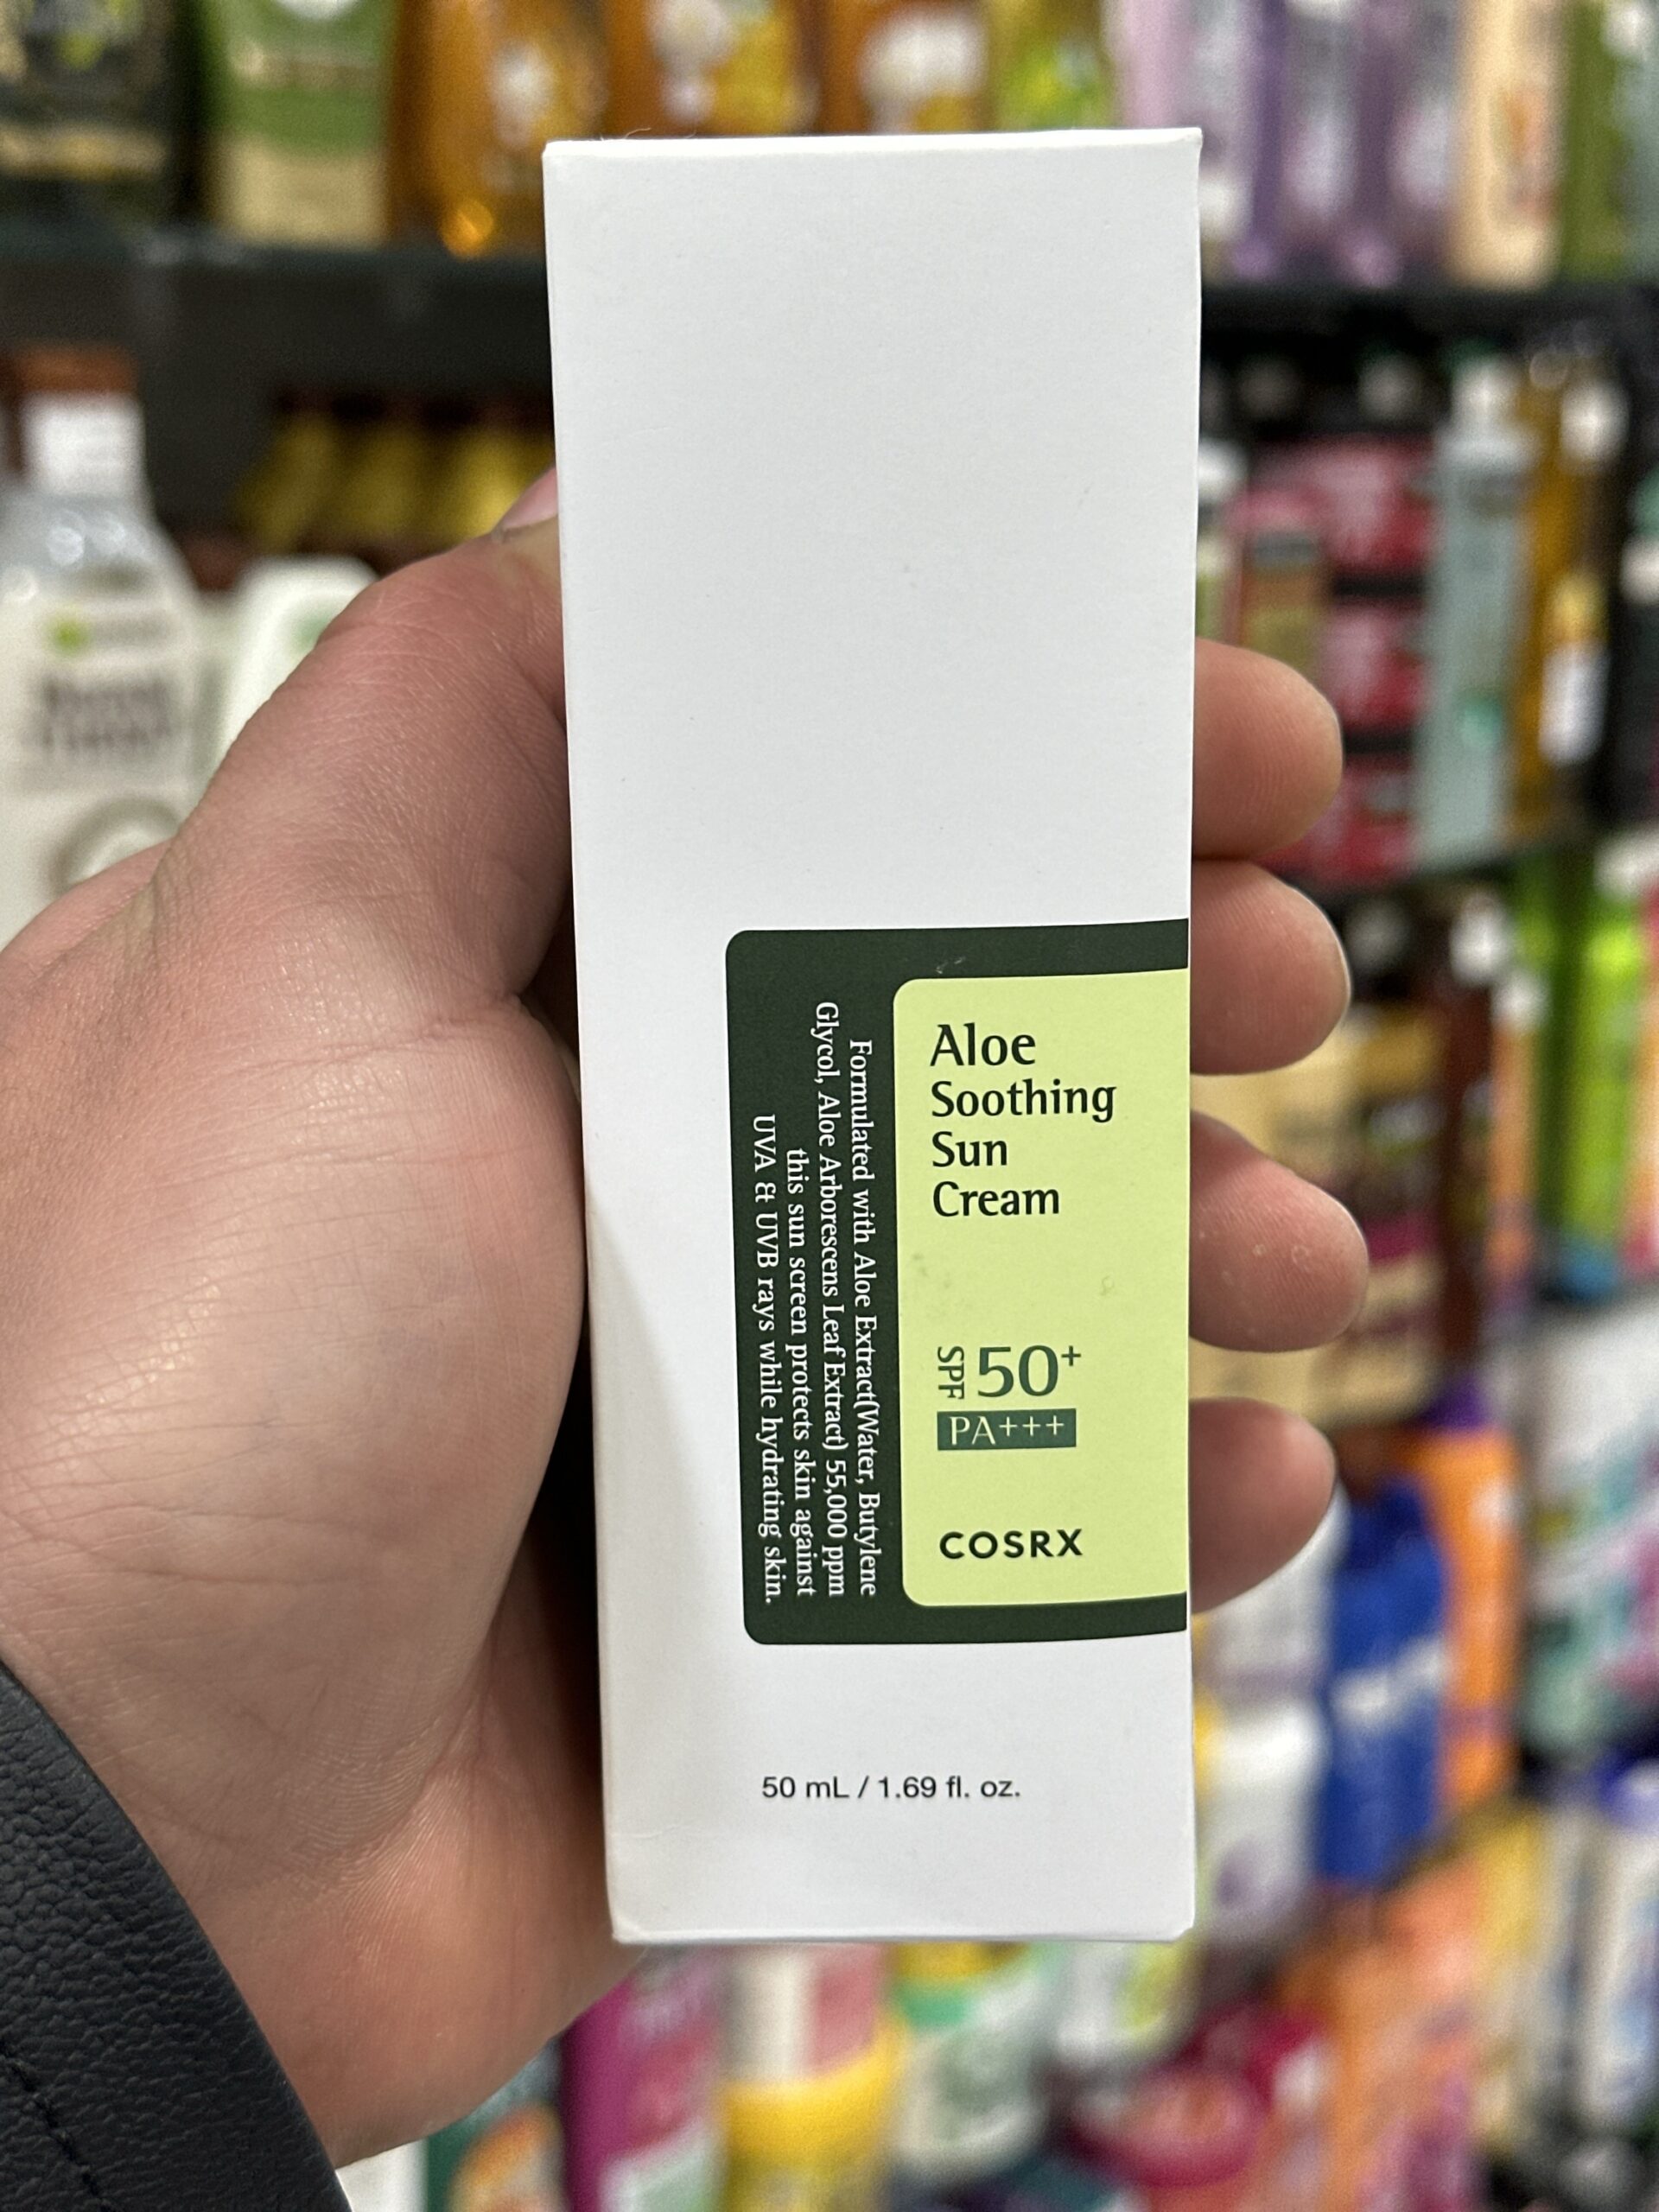 Aloe
Soothing
Sun
Cream
SPF 50+
PA+++
COSRX
Formulated with Aloe Extract(Water, Butylene
Glycol, Aloe Arborescens Leaf Extract) 55,000 ppm
this sun screen protects skin against
UVA & UVB rays while hydrating skin.
50 mL / 1.69 fl. oz.